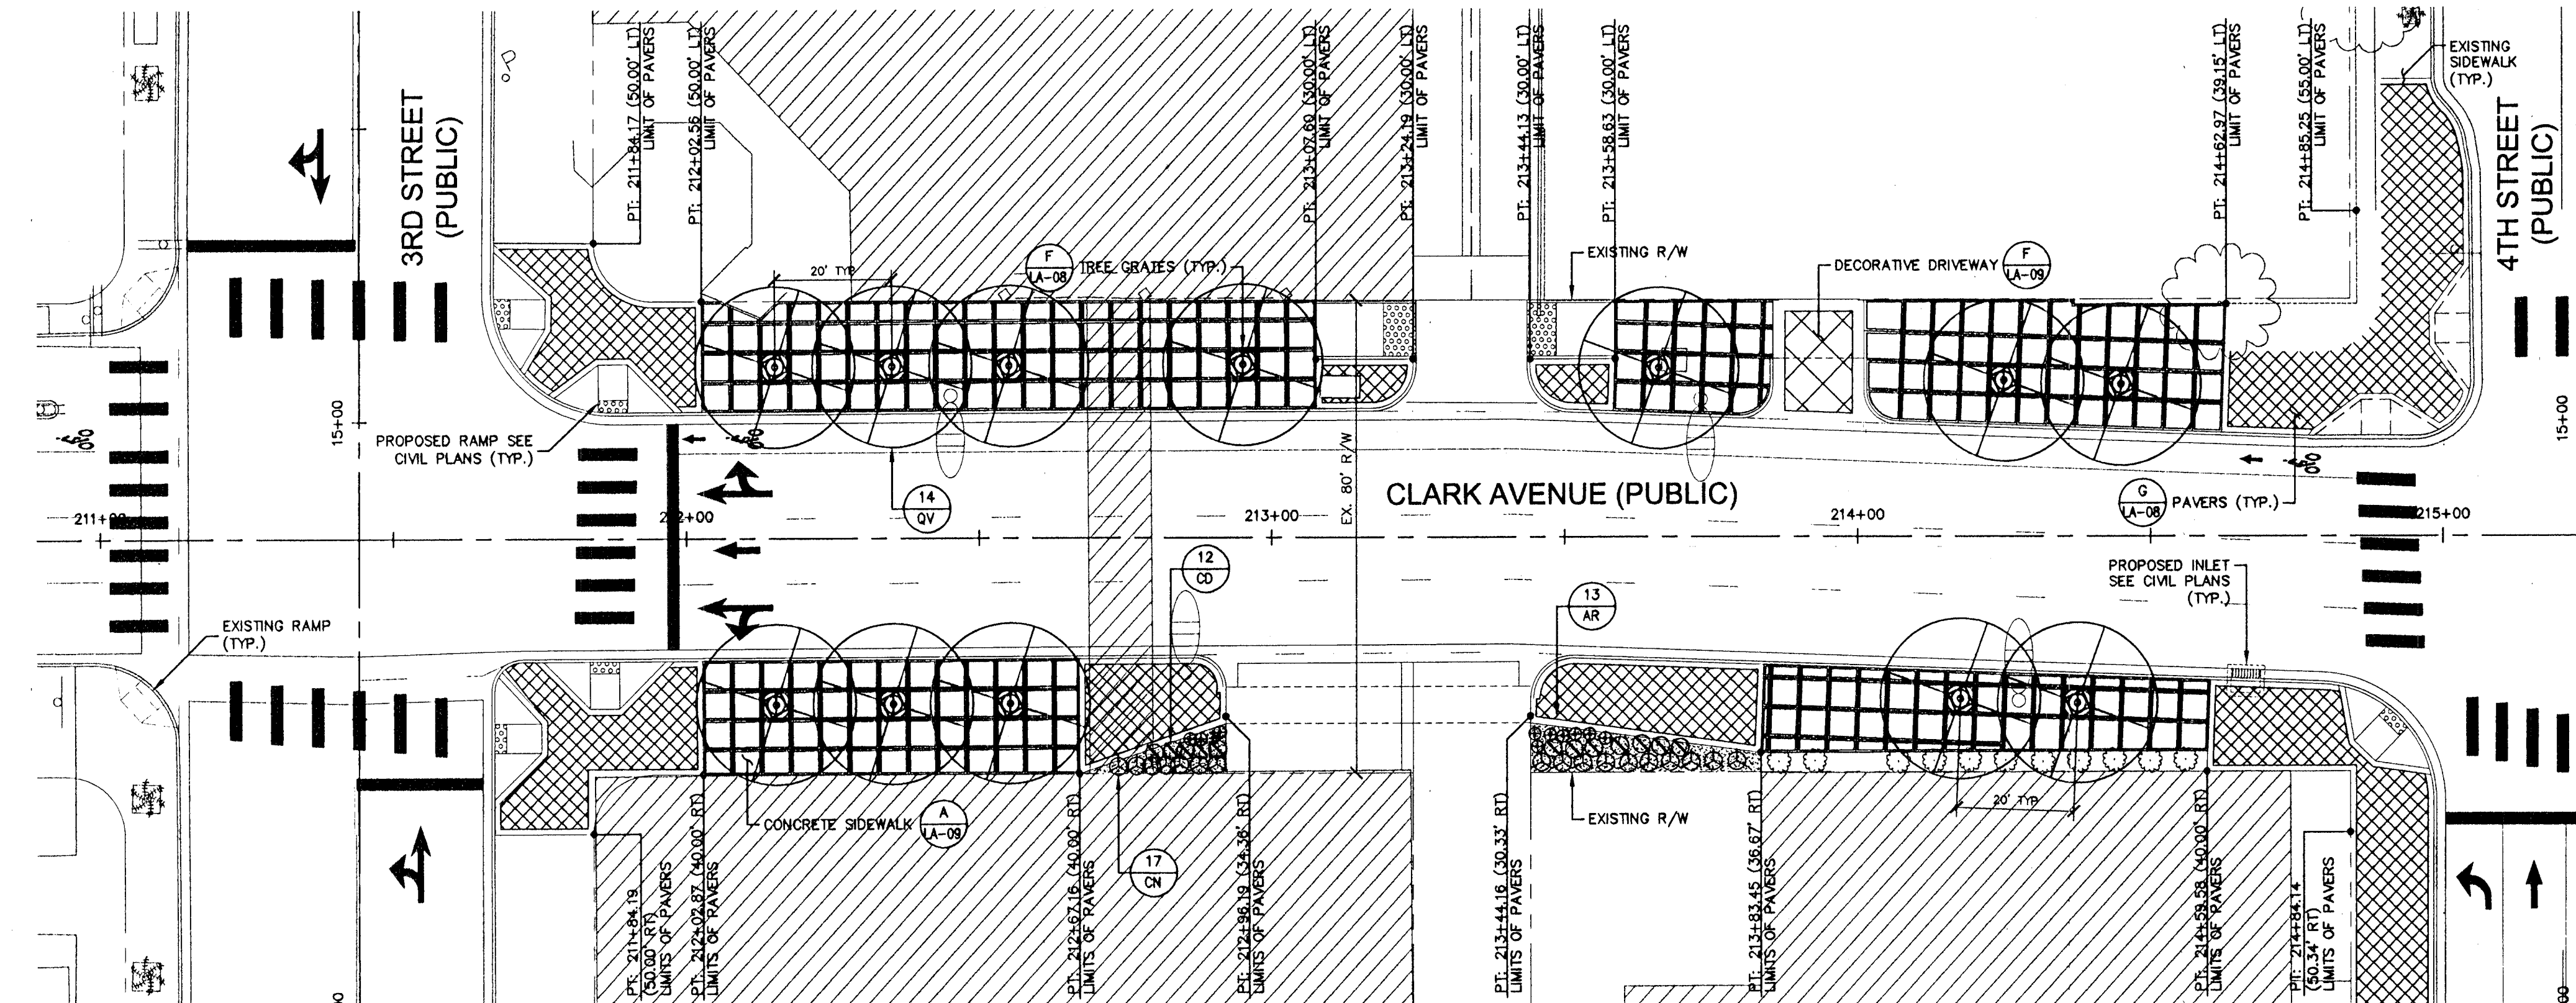 PT: 211+84.17 (50.00' LT)
LIMIT OF PAVERS
PT: 212+02.56 (50.00' LT)
LIMIT OF PAVERS
PT: 213+07.60 (30.00' LT)
LIMIT OF PAVERS
PT: 213+24.19 (30.00' LT)
LIMIT OF PAVERS
PT: 213+44.13 (30.00' LT)
LIMIT OF PAVERS
PT: 213+58.63 (30.00' LT)
LIMIT OF PAVERS
PT: 214+62.97 (39.15' LT)
LIMIT OF PAVERS
PT: 214+85.25 (55.00' LT)
LIMIT OF PAVERS
EXISTING
SIDEWALK
(TYP.)
3RD STREET
(PUBLIC)
4TH STREET
(PUBLIC)
20' TYP
F
LA-08
TREE GRATES (TYP.)
EXISTING R/W
DECORATIVE DRIVEWAY
F
LA-09
15+00
PROPOSED RAMP SEE
CIVIL PLANS (TYP.)
15+00
14
QV
EX. 80' R/W
CLARK AVENUE (PUBLIC)
G
LA-08
PAVERS (TYP.)
213+00
214+00
215+00
12
CD
13
AR
PROPOSED INLET
SEE CIVIL PLANS
(TYP.)
EXISTING RAMP
(TYP.)
CONCRETE SIDEWALK
A
LA-09
17
CN
EXISTING R/W
20' TYP
PT: 211+84.19
(50.00' RT)
LIMITS OF PAVERS
PT: 212+02.87 (40.00' RT)
LIMITS OF PAVERS
PT: 212+67.16 (40.00' RT)
LIMITS OF PAVERS
PT: 212+96.19 (34.36' RT)
LIMITS OF PAVERS
PT: 213+44.16 (30.33' RT)
LIMITS OF PAVERS
PT: 213+83.45 (36.67' RT)
LIMITS OF PAVERS
PT: 214+59.58 (40.00' RT)
LIMITS OF PAVERS
PT: 214+84.14
(50.34' RT)
LIMITS OF PAVERS